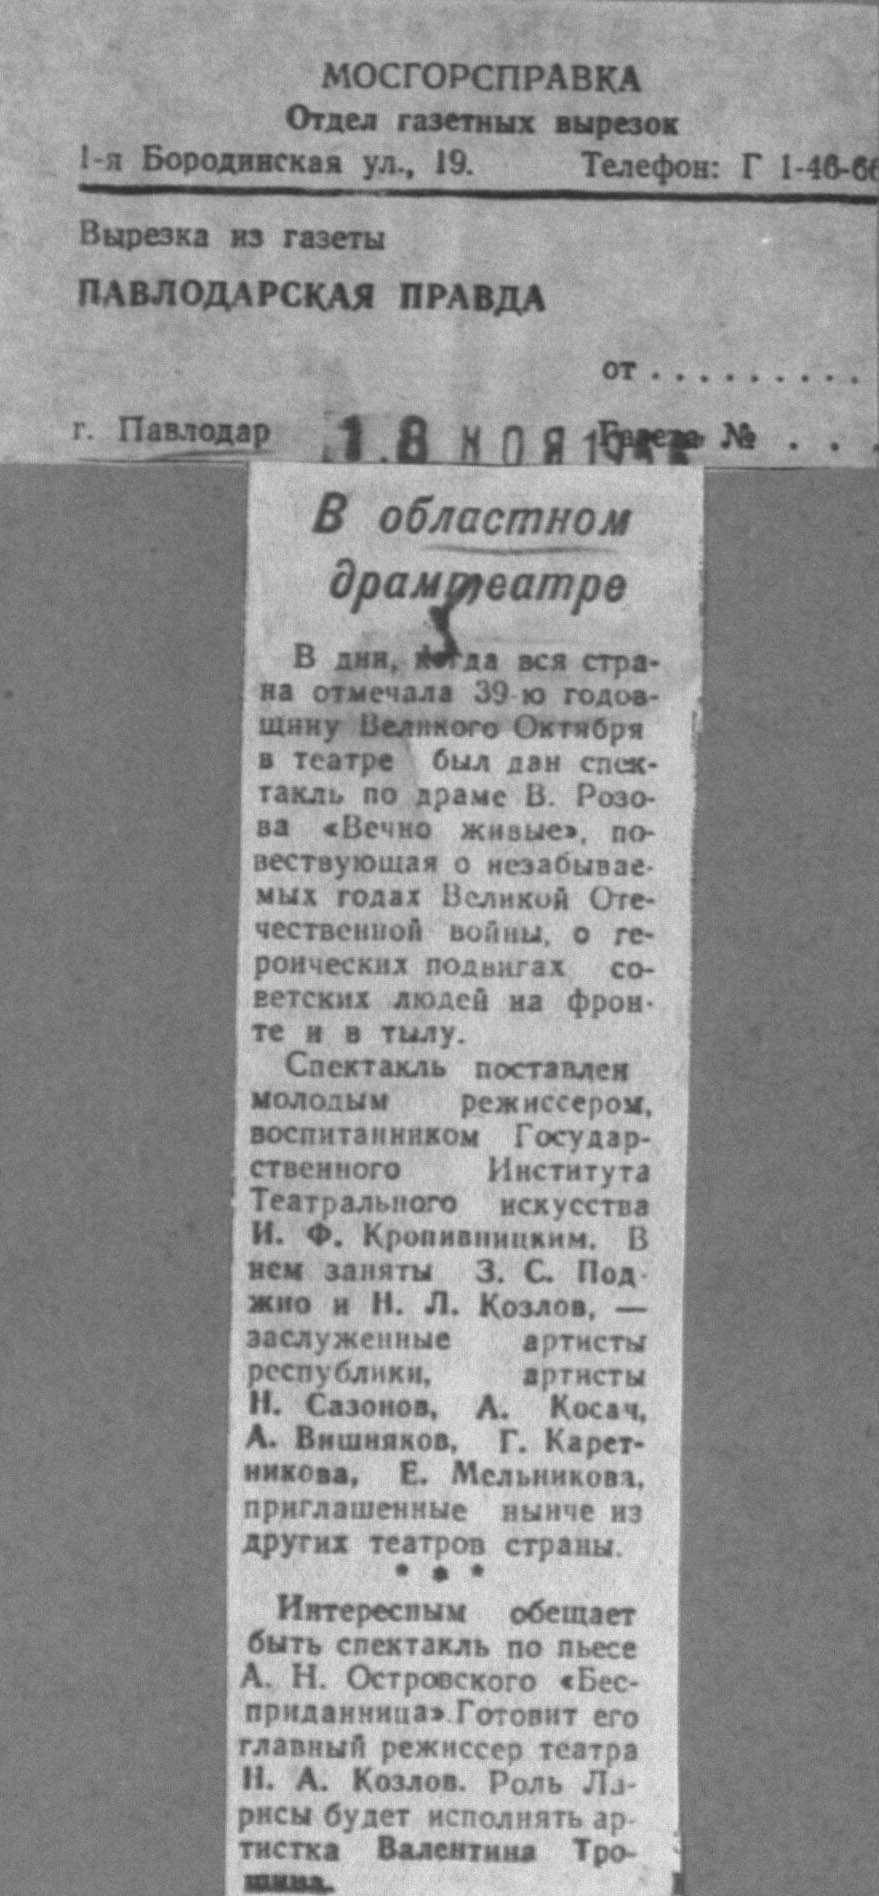 МОСГОРСПРАВКА
Отдел газетных вырезок
1-я Бородинская ул., 19. Телефон: Г 1-46-66
Вырезка из газеты
ПАВЛОДАРСКАЯ ПРАВДА
от . . . . . . . . .
г. Павлодар 18 НОЯ Газета № . . .
В областном
драмтеатре
В дни, когда вся стра-
на отмечала 39-ю годов-
щину Великого Октября
в театре был дан спек-
такль по драме В. Розо-
ва «Вечно живые», по-
вествующая о незабывае-
мых годах Великой Оте-
чественной войны, о ге-
роических подвигах со-
ветских людей на фрон-
те и в тылу.
Спектакль поставлен
молодым режиссером,
воспитанником Государ-
ственного Института
Театрального искусства
И. Ф. Кропивницким. В
нем заняты З. С. Под-
жио и Н. Л. Козлов, —
заслуженные артисты
республики, артисты
Н. Сазонов, А. Косач,
А. Вишняков, Г. Карет-
никова, Е. Мельникова,
приглашенные нынче из
других театров страны.
* * *
Интересным обещает
быть спектакль по пьесе
А. Н. Островского «Бес-
приданница». Готовит его
главный режиссер театра
Н. А. Козлов. Роль Ла-
рисы будет исполнять ар-
тистка Валентина Тро-
шина.